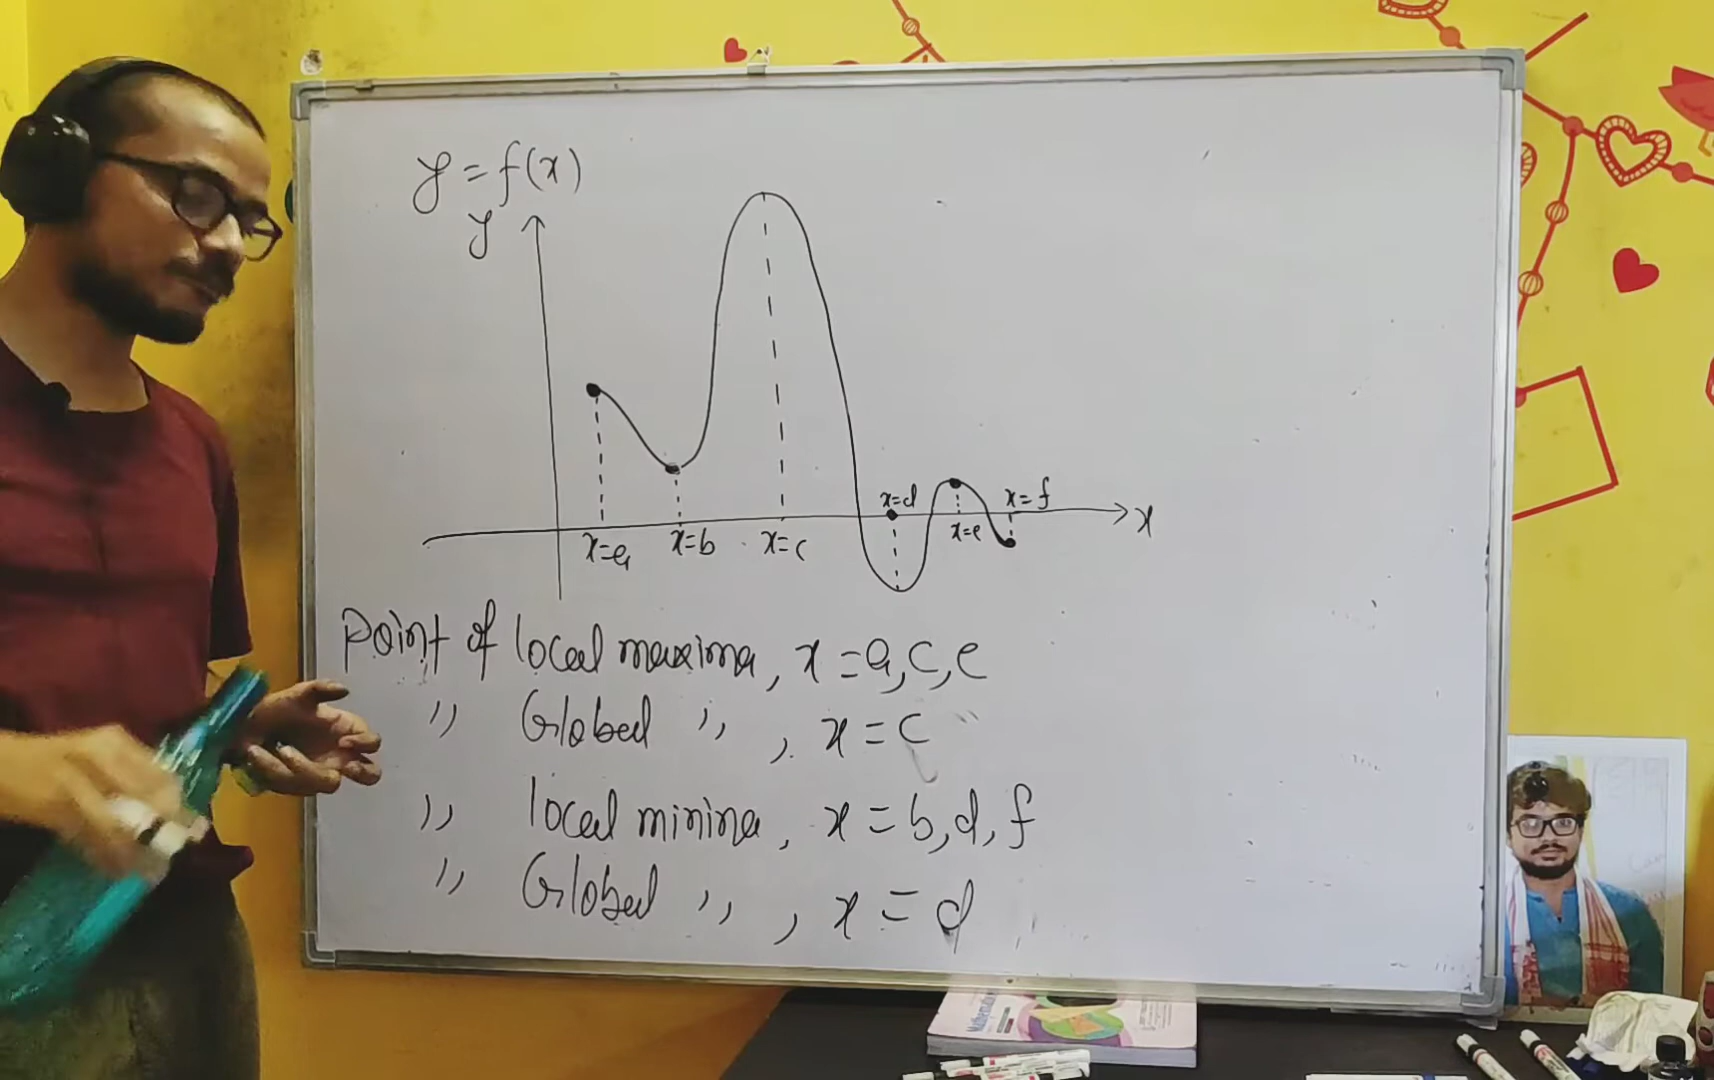 y = f(x)
y
x=d
x=f
x
x=a
x=b
x=c
x=e
Point of local maxima, x = a, c, e
,, Global ,, , x = c
,, local minima, x = b, d, f
,, Global ,, , x = d